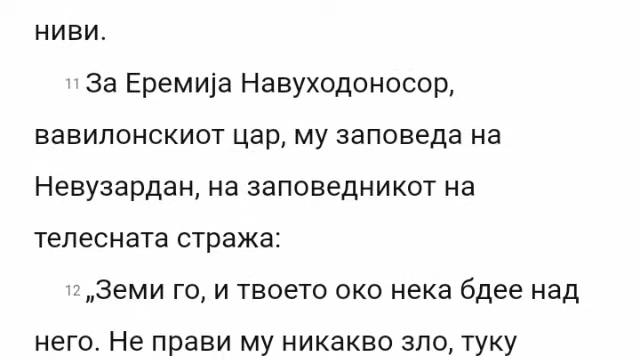 ниви.
11 За Еремија Навуходоносор,
вавилонскиот цар, му заповеда на
Невузардан, на заповедникот на
телесната стража:
12 „Земи го, и твоето око нека бдее над
него. Не прави му никакво зло, туку